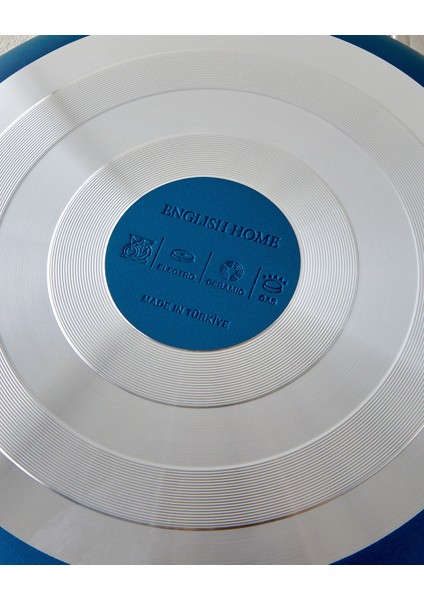 ENGLISH HOME
ELECTRO CERAMIC GAS
MADE IN TÜRKİYE